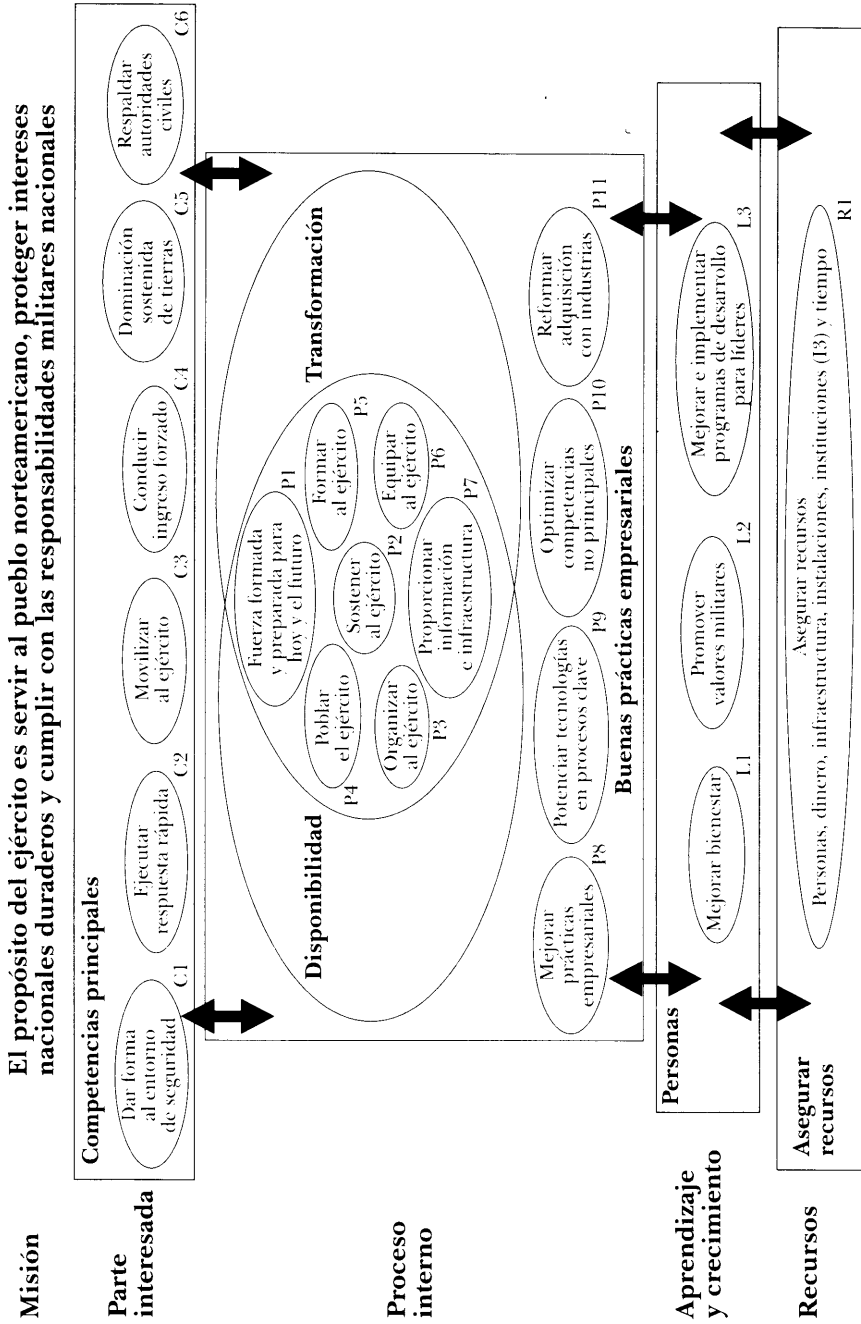 Misión
El propósito del ejército es servir al pueblo norteamericano, proteger intereses
nacionales duraderos y cumplir con las responsabilidades militares nacionales
Parte
interesada
Competencias principales
Dar forma
al entorno
de seguridad
C1
Ejecutar
respuesta rápida
C2
Movilizar
al ejército
C3
Conducir
ingreso forzado
C4
Dominación
sostenida
de tierras
C5
Respaldar
autoridades
civiles
C6
Proceso
interno
Disponibilidad
Transformación
Fuerza formada
y preparada para
hoy y el futuro
P1
Poblar
el ejército
P4
Sostener
al ejército
P2
Formar
al ejército
P5
Organizar
al ejército
P3
Equipar
al ejército
P6
Proporcionar
información
e infraestructura
P7
Mejorar
prácticas
empresariales
P8
Potenciar tecnologías
en procesos clave
P9
Optimizar
competencias
no principales
P10
Reformar
adquisición
con industrias
P11
Buenas prácticas empresariales
Aprendizaje
y crecimiento
Personas
Mejorar bienestar
L1
Promover
valores militares
L2
Mejorar e implementar
programas de desarrollo
para líderes
L3
Recursos
Asegurar
recursos
Asegurar recursos
Personas, dinero, infraestructura, instalaciones, instituciones (I3) y tiempo
R1